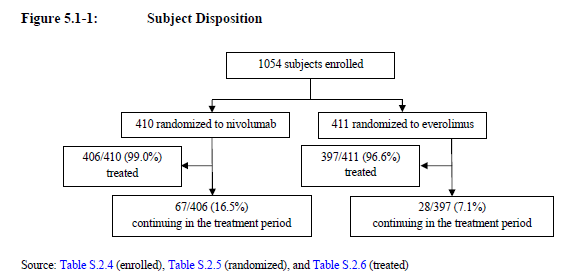 Figure 5.1-1: Subject Disposition
1054 subjects enrolled
410 randomized to nivolumab
411 randomized to everolimus
406/410 (99.0%)
treated
397/411 (96.6%)
treated
67/406 (16.5%)
continuing in the treatment period
28/397 (7.1%)
continuing in the treatment period
Source: Table S.2.4 (enrolled), Table S.2.5 (randomized), and Table S.2.6 (treated)